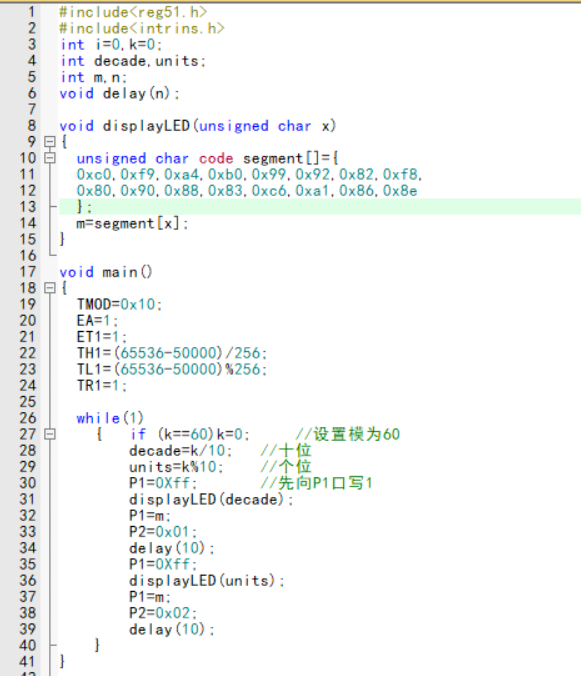 1 #include<reg51.h>
2 #include<intrins.h>
3 int i=0,k=0;
4 int decade,units;
5 int m,n;
6 void delay(n);
7
8 void displayLED(unsigned char x)
9 {
10 unsigned char code segment[]={
11 0xc0,0xf9,0xa4,0xb0,0x99,0x92,0x82,0xf8,
12 0x80,0x90,0x88,0x83,0xc6,0xa1,0x86,0x8e
13 };
14 m=segment[x];
15 }
16
17 void main()
18 {
19 TMOD=0x10;
20 EA=1;
21 ET1=1;
22 TH1=(65536-50000)/256;
23 TL1=(65536-50000)%256;
24 TR1=1;
25
26 while(1)
27 { if (k==60)k=0; //设置模为60
28 decade=k/10; //十位
29 units=k%10; //个位
30 P1=0Xff; //先向P1口写1
31 displayLED(decade);
32 P1=m;
33 P2=0x01;
34 delay(10);
35 P1=0Xff;
36 displayLED(units);
37 P1=m;
38 P2=0x02;
39 delay(10);
40 }
41 }